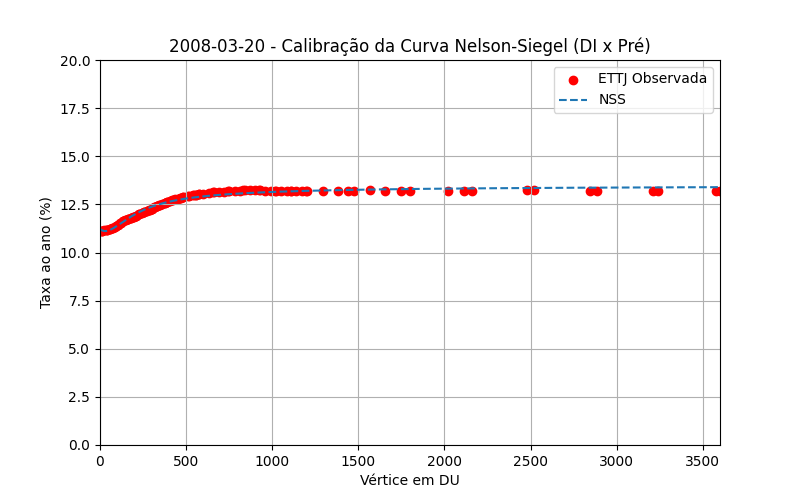 2008-03-20 - Calibração da Curva Nelson-Siegel (DI x Pré)
20.0
17.5
15.0
12.5
10.0
7.5
5.0
2.5
0.0
Taxa ao ano (%)
ETTJ Observada
NSS
0 500 1000 1500 2000 2500 3000 3500
Vértice em DU